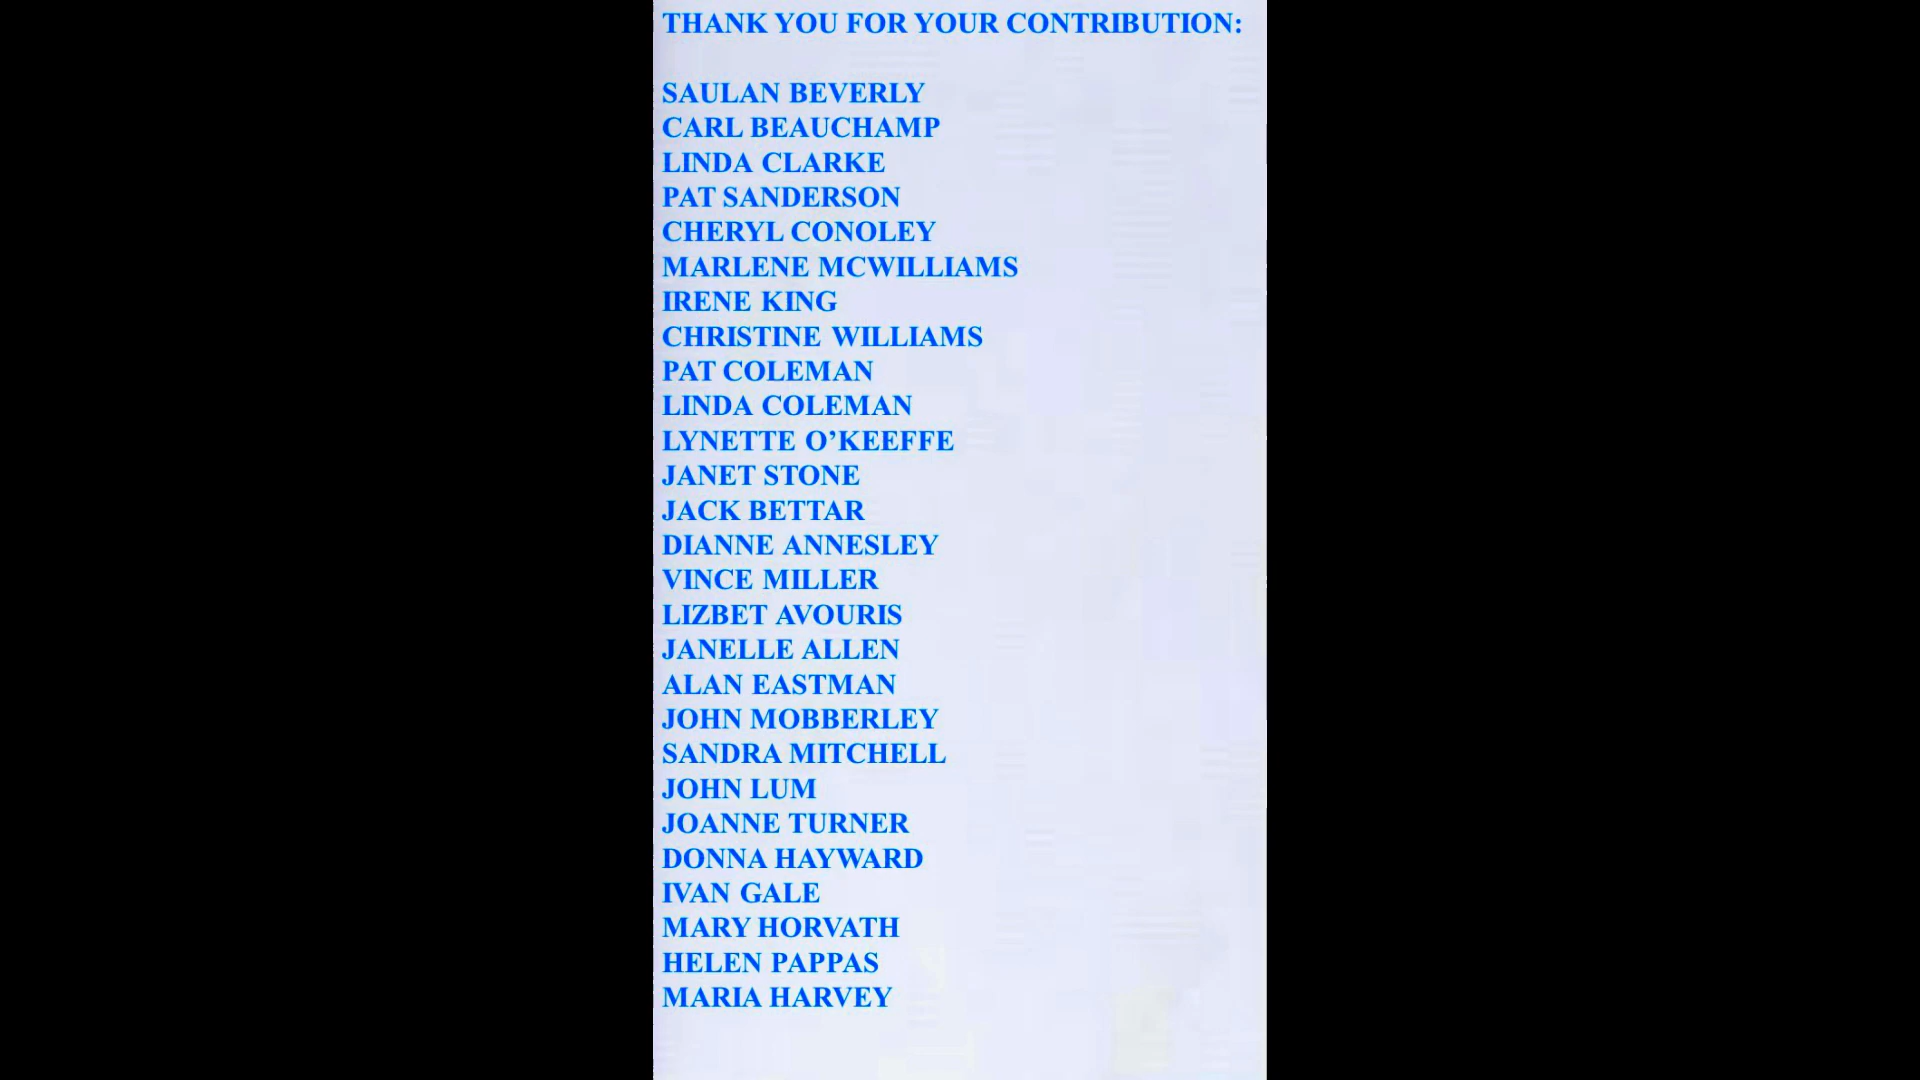 THANK YOU FOR YOUR CONTRIBUTION:
SAULAN BEVERLY
CARL BEAUCHAMP
LINDA CLARKE
PAT SANDERSON
CHERYL CONOLEY
MARLENE MCWILLIAMS
IRENE KING
CHRISTINE WILLIAMS
PAT COLEMAN
LINDA COLEMAN
LYNETTE O’KEEFFE
JANET STONE
JACK BETTAR
DIANNE ANNESLEY
VINCE MILLER
LIZBET AVOURIS
JANELLE ALLEN
ALAN EASTMAN
JOHN MOBBERLEY
SANDRA MITCHELL
JOHN LUM
JOANNE TURNER
DONNA HAYWARD
IVAN GALE
MARY HORVATH
HELEN PAPPAS
MARIA HARVEY